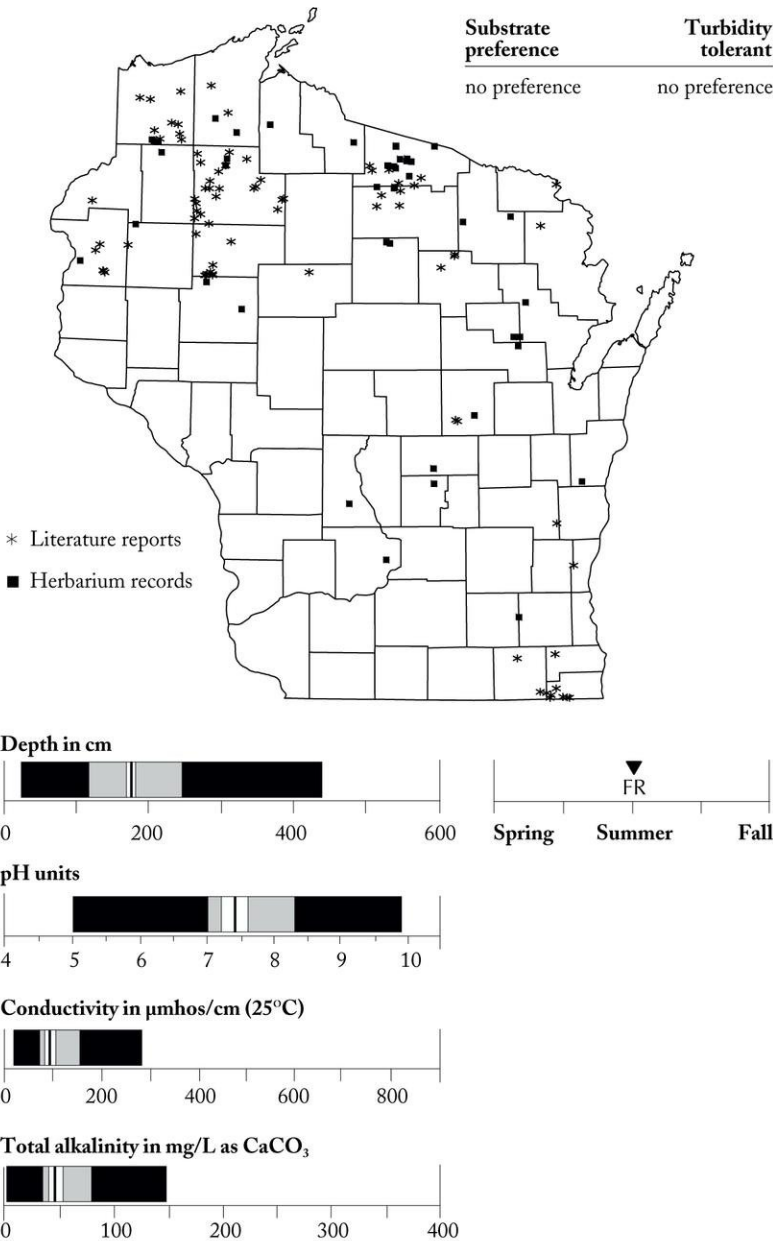 Substrate preference
Turbidity tolerant
no preference
no preference
* Literature reports
■ Herbarium records
Depth in cm
0 200 400 600
FR
Spring Summer Fall
pH units
4 5 6 7 8 9 10
Conductivity in µmhos/cm (25°C)
0 200 400 600 800
Total alkalinity in mg/L as CaCO₃
0 100 200 300 400